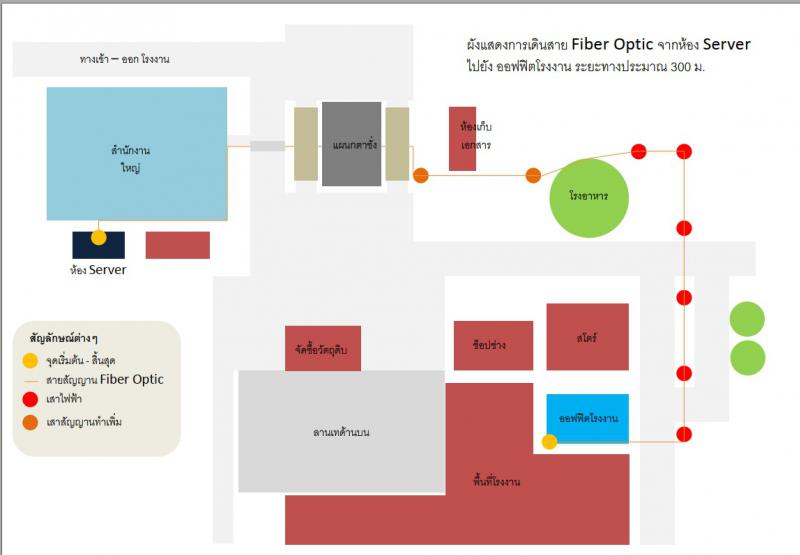 ผังแสดงการเดินสาย Fiber Optic จากห้อง Server
ไปยัง ออฟฟิตโรงงาน ระยะทางประมาณ 300 ม.
ทางเข้า – ออก โรงงาน
สำนักงาน
ใหญ่
แผนกตาชั่ง
ห้องเก็บ
เอกสาร
โรงอาหาร
ห้อง Server
สัญลักษณ์ต่างๆ
จุดเริ่มต้น - สิ้นสุด
สายสัญญาน Fiber Optic
เสาไฟฟ้า
เสาสัญญานทำเพิ่ม
จัดซื้อวัตถุดิบ
ช็อปช่าง
สโตร์
ลานเทด้านบน
ออฟฟิตโรงงาน
พื้นที่โรงงาน